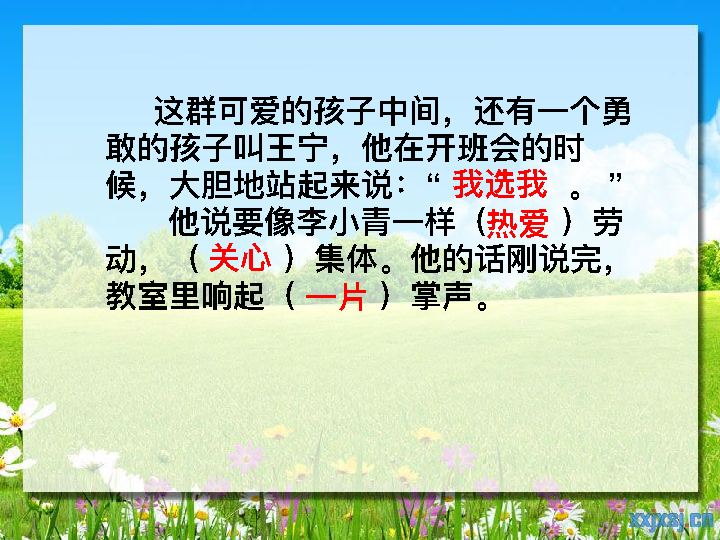 这群可爱的孩子中间，还有一个勇
敢的孩子叫王宁，他在开班会的时
候，大胆地站起来说：“ 我选我 。”
他说要像李小青一样（热爱 ）劳
动，（ 关心 ）集体。他的话刚说完，
教室里响起（ 一片 ）掌声。
xxjxsj.cn